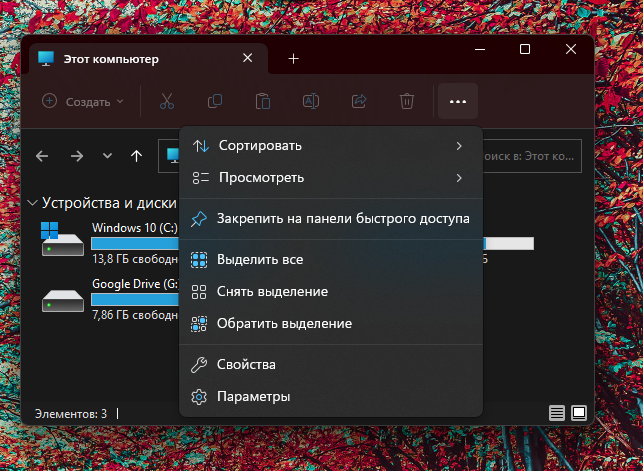 Этот компьютер
Создать
Сортировать
Просмотреть
Закрепить на панели быстрого доступа
Выделить все
Снять выделение
Обратить выделение
Свойства
Параметры
оиск в: Этот ко...
Устройства и диски
Windows 10 (C:)
13,8 ГБ свободн
Б
Google Drive (G:
7,86 ГБ свободн
Элементов: 3